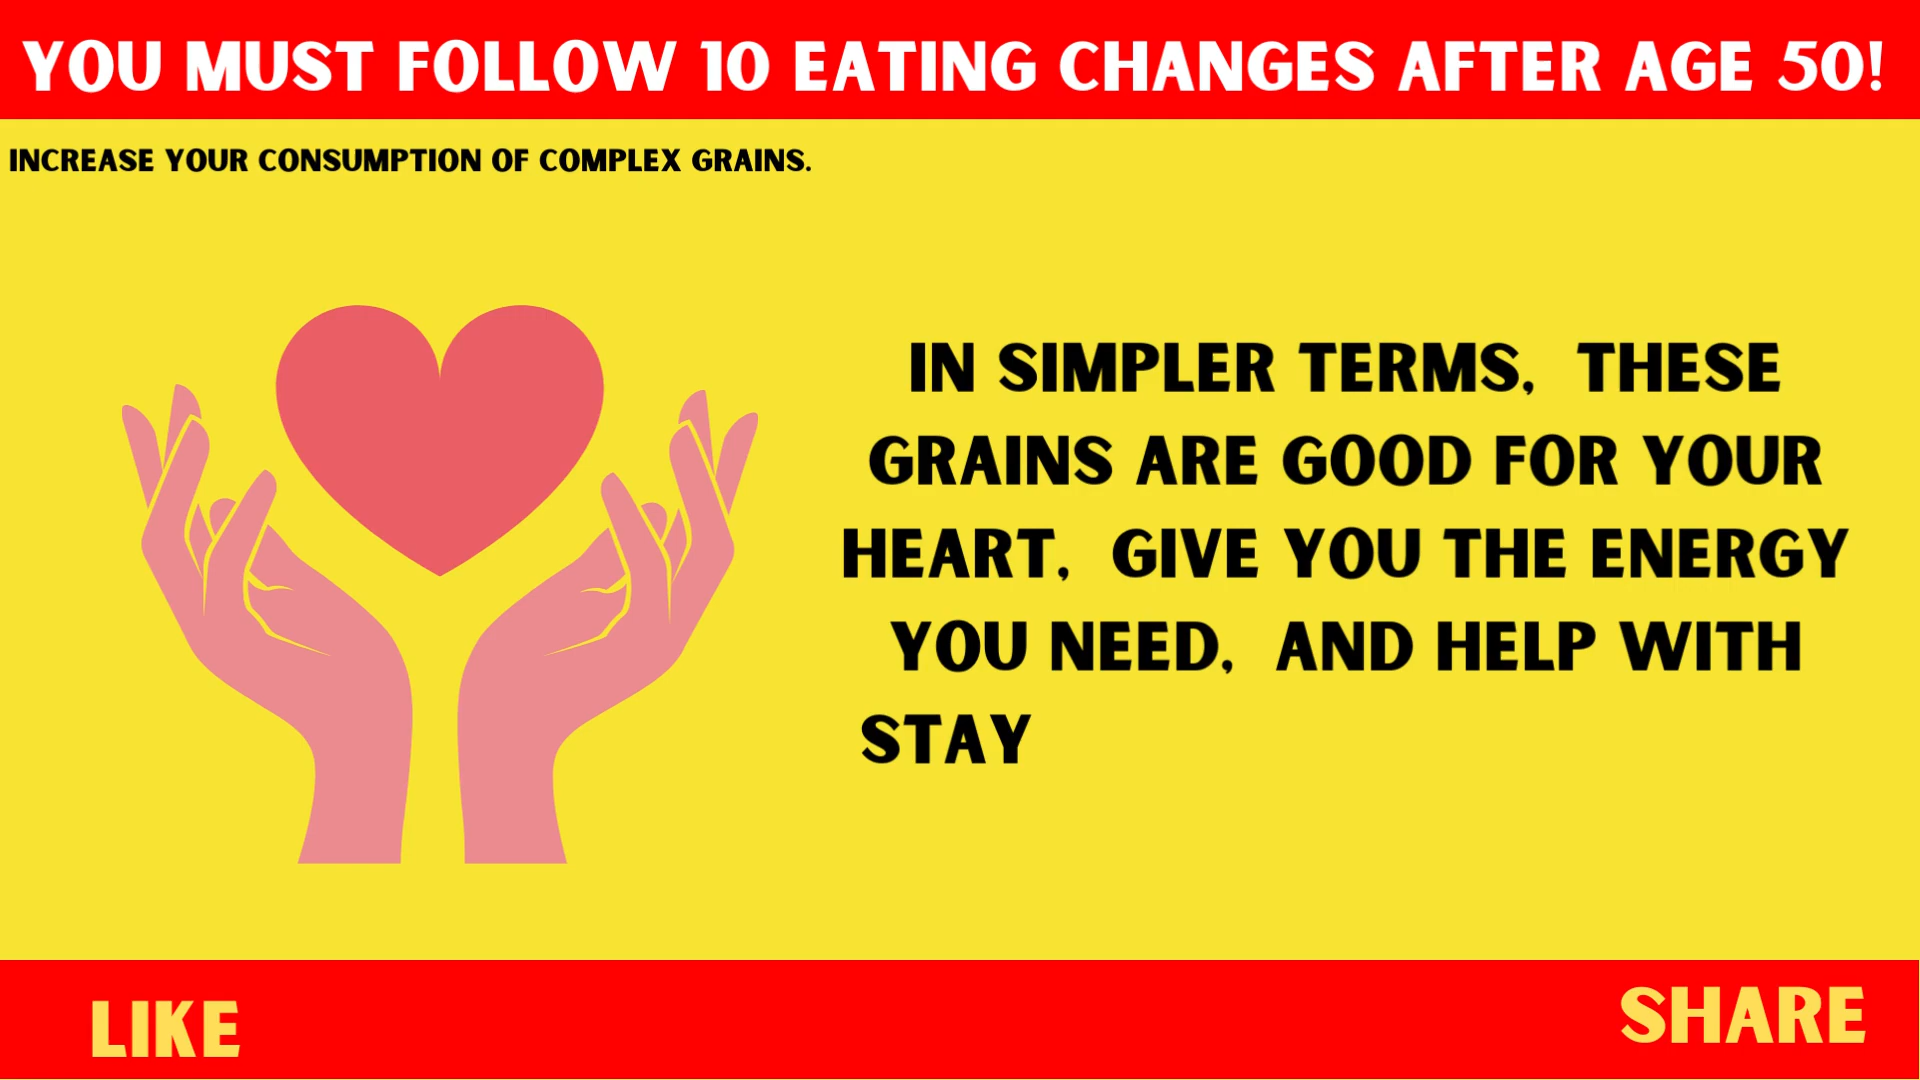 YOU MUST FOLLOW 10 EATING CHANGES AFTER AGE 50!
INCREASE YOUR CONSUMPTION OF COMPLEX GRAINS.
IN SIMPLER TERMS, THESE
GRAINS ARE GOOD FOR YOUR
HEART, GIVE YOU THE ENERGY
YOU NEED, AND HELP WITH
STAY
LIKE
SHARE